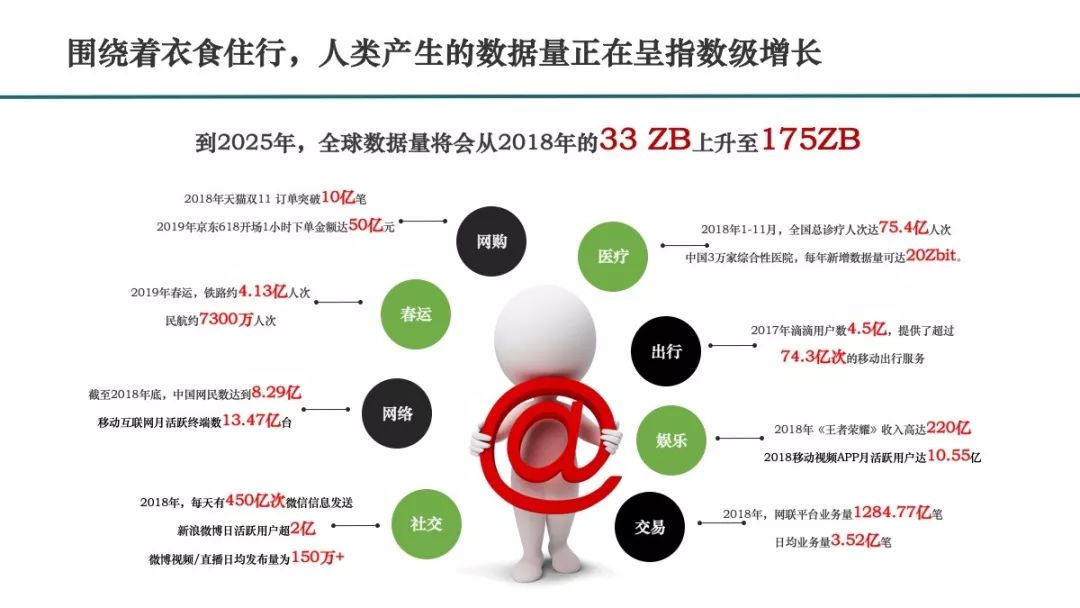 围绕着衣食住行，人类产生的数据量正在呈指数级增长
到2025年，全球数据量将会从2018年的33 ZB上升至175ZB
2018年天猫双11 订单突破10亿笔
2019年京东618开场1小时下单金额达50亿元
网购
医疗
2018年1-11月，全国总诊疗人次达75.4亿人次
中国3万家综合性医院，每年新增数据量可达20Zbit。
2019年春运，铁路约4.13亿人次
民航约7300万人次
春运
出行
2017年滴滴用户数4.5亿，提供了超过
74.3亿次的移动出行服务
截至2018年底，中国网民数达到8.29亿
移动互联网月活跃终端数13.47亿台
网络
娱乐
2018年《王者荣耀》收入高达220亿
2018移动视频APP月活跃用户达10.55亿
2018年，每天有450亿次微信信息发送
新浪微博日活跃用户超2亿
微博视频/直播日均发布量为150万+
社交
交易
2018年，网联平台业务量1284.77亿笔
日均业务量3.52亿笔
@